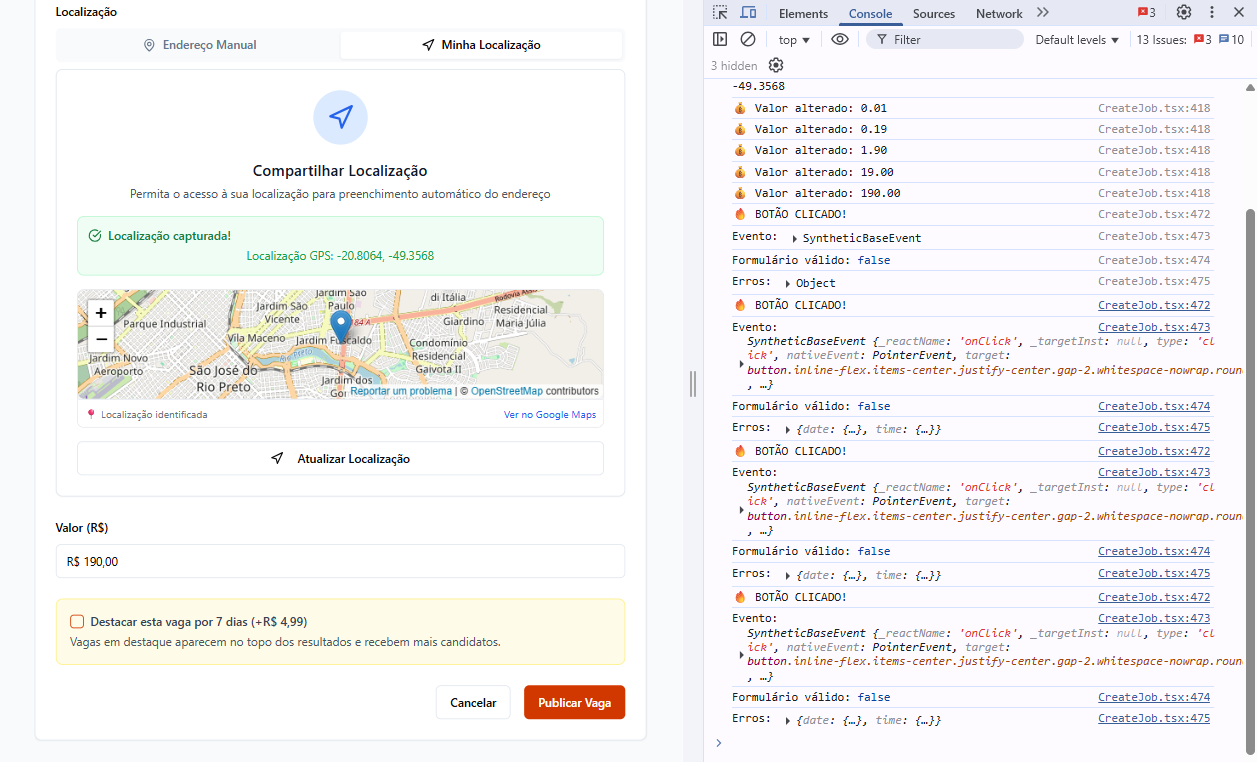 Localização
Endereço Manual
Minha Localização
Compartilhar Localização
Permita o acesso à sua localização para preenchimento automático do endereço
Localização capturada!
Localização GPS: -20.8064, -49.3568
+
−
Parque Industrial
Jardim São
Vicente
Jardim São
Paulo
di Itália
Rodovia
Residencial
Maria Júlia
184 A
Giardino
Vila Maceno
Jardim Fuscaldo
Condomínio
Residencial
Gaivota II
Jardim Novo
Aeroporto
São José do
Rio Preto
Jardim dos
Reportar um problema | © OpenStreetMap contributors
📍 Localização identificada
Ver no Google Maps
Atualizar Localização
Valor (R$)
R$ 190,00
Destacar esta vaga por 7 dias (+R$ 4,99)
Vagas em destaque aparecem no topo dos resultados e recebem mais candidatos.
Cancelar
Publicar Vaga
Elements Console Sources Network 3
top Filter Default levels 13 Issues: 3 10
3 hidden
-49.3568
💰 Valor alterado: 0.01 CreateJob.tsx:418
💰 Valor alterado: 0.19 CreateJob.tsx:418
💰 Valor alterado: 1.90 CreateJob.tsx:418
💰 Valor alterado: 19.00 CreateJob.tsx:418
💰 Valor alterado: 190.00 CreateJob.tsx:418
🔥 BOTÃO CLICADO! CreateJob.tsx:472
Evento: ▸ SyntheticBaseEvent CreateJob.tsx:473
Formulário válido: false CreateJob.tsx:474
Erros: ▸ Object CreateJob.tsx:475
🔥 BOTÃO CLICADO! CreateJob.tsx:472
Evento: CreateJob.tsx:473
SyntheticBaseEvent {_reactName: 'onClick', _targetInst: null, type: 'cl
ick', nativeEvent: PointerEvent, target:
button.inline-flex.items-center.justify-center.gap-2.whitespace-nowrap.roun
, …}
Formulário válido: false CreateJob.tsx:474
Erros: ▸ {date: {…}, time: {…}} CreateJob.tsx:475
🔥 BOTÃO CLICADO! CreateJob.tsx:472
Evento: CreateJob.tsx:473
SyntheticBaseEvent {_reactName: 'onClick', _targetInst: null, type: 'cl
ick', nativeEvent: PointerEvent, target:
button.inline-flex.items-center.justify-center.gap-2.whitespace-nowrap.roun
, …}
Formulário válido: false CreateJob.tsx:474
Erros: ▸ {date: {…}, time: {…}} CreateJob.tsx:475
🔥 BOTÃO CLICADO! CreateJob.tsx:472
Evento: CreateJob.tsx:473
SyntheticBaseEvent {_reactName: 'onClick', _targetInst: null, type: 'cl
ick', nativeEvent: PointerEvent, target:
button.inline-flex.items-center.justify-center.gap-2.whitespace-nowrap.roun
, …}
Formulário válido: false CreateJob.tsx:474
Erros: ▸ {date: {…}, time: {…}} CreateJob.tsx:475